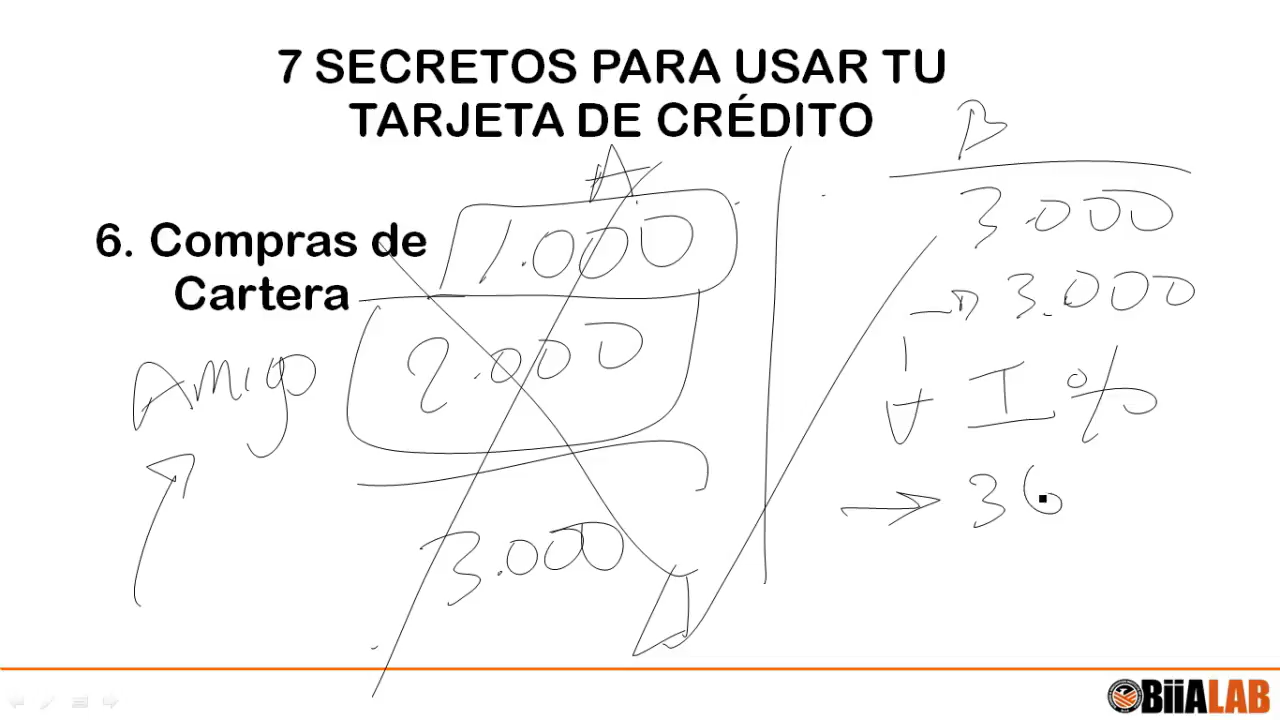 7 SECRETOS PARA USAR TU
TARJETA DE CRÉDITO
6. Compras de
Cartera
A
1.000
Amigo
2.000
3.000
B
3.000
→ 3.000
+ I %
→ 36
BiiALAB